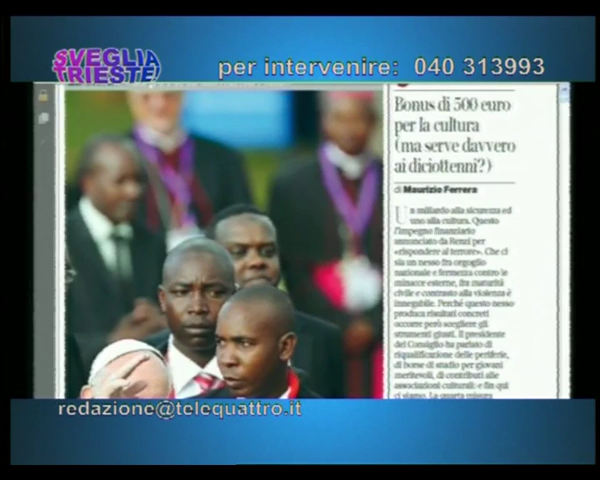 SVEGLIA
TRIESTE!
per intervenire: 040 313993
Bonus di 500 euro
per la cultura
(ma serve davvero
ai diciottenni?)
di Maurizio Ferrera
Un miliardo alla sicurezza ed
uno alla cultura. Questo
l'impegno finanziario
annunciato da Renzi per
«rispondere al terrore». Che ci
sia un nesso fra orgoglio
nazionale e fermezza contro le
minacce esterne, fra maturità
civile e contrasto alla violenza è
innegabile. Perché questo nesso
produca risultati concreti
occorre però scegliere gli
strumenti giusti. Il presidente
del Consiglio ha parlato di
riqualificazione delle periferie,
di borse di studio per giovani
meritevoli, di contributi alle
associazioni culturali: e fin qui
ci siamo. La quarta misura
redazione@telequattro.it